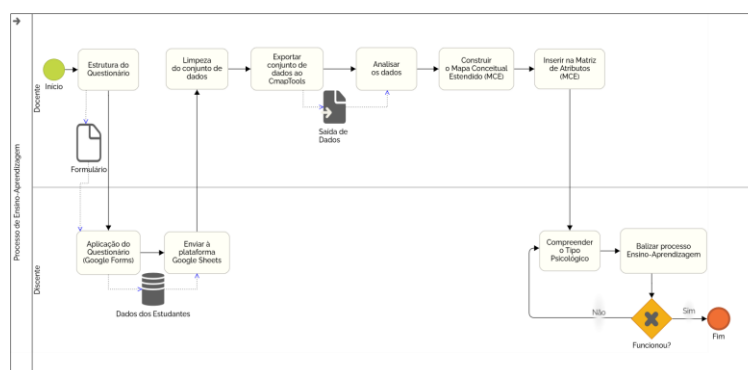 Processo de Ensino-Aprendizagem
Docente
Início
Estrutura do
Questionário
Formulário
Limpeza
do conjunto de
dados
Exportar
conjunto de
dados ao
CmapTools
Saída de
Dados
Analisar
os dados
Construir
o Mapa Conceitual
Estendido (MCE)
Inserir na Matriz
de Atributos
(MCE)
Discente
Aplicação do
Questionário
(Google Forms)
Enviar à
plataforma
Google Sheets
Dados dos Estudantes
Compreender
o Tipo
Psicológico
Balizar processo
Ensino-Aprendizagem
Não
Sim
Funcionou?
Fim